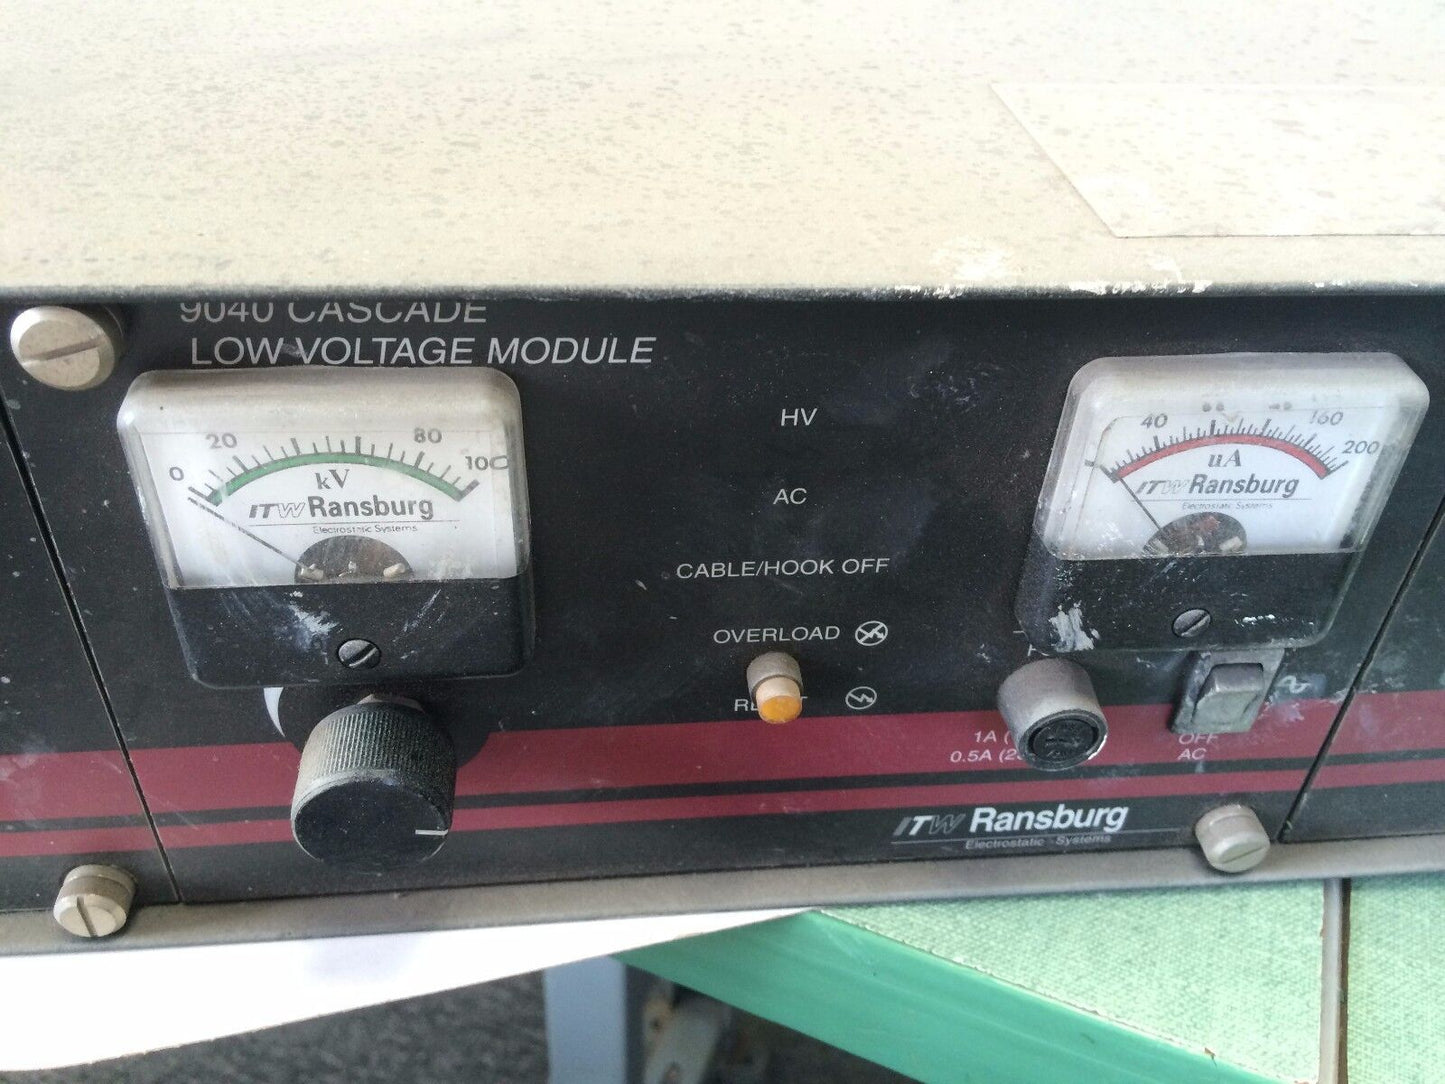 9040 CASCADE
LOW VOLTAGE MODULE
0 20 80 100
kV
ITW Ransburg
Electrostatic Systems
HV
AC
CABLE/HOOK OFF
OVERLOAD
40 160 200
uA
ITW Ransburg
Electrostatic Systems
1A (
0.5A (2
OFF
AC
ITW Ransburg
Electrostatic Systems